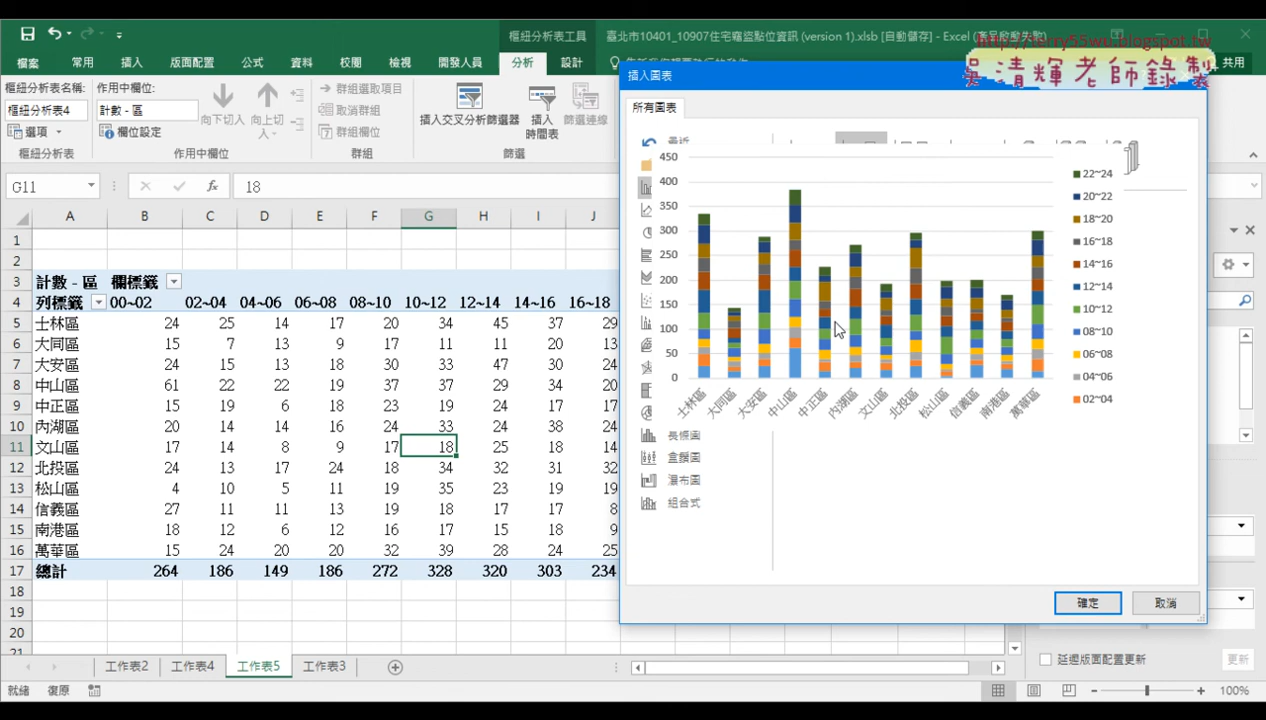 樞紐分析表工具
臺北市10401_10907住宅竊盜點位資訊 (version 1).xlsb [自動儲存] - Excel
http://terry55wu.blogspot.tw
吳清輝老師錄製
檔案 常用 插入 版面配置 公式 資料 校閱 檢視 開發人員 分析 設計
共用
樞紐分析表名稱:
樞紐分析表4
選項
樞紐分析表
作用中欄位:
計數 - 區
欄位設定
向下切入
向上切入
作用中欄位
群組選取項目
取消群組
群組欄位
群組
插入交叉分析篩選器
插入時間表
篩選連線
篩選
G11 fx 18
A B C D E F G H I J
1
2
3 計數 - 區 欄標籤
4 列標籤 00~02 02~04 04~06 06~08 08~10 10~12 12~14 14~16 16~18
5 士林區 24 25 14 17 20 34 45 37 29
6 大同區 15 7 13 9 17 11 11 20 13
7 大安區 24 15 13 18 30 33 47 30 24
8 中山區 61 22 22 19 37 37 29 34 20
9 中正區 15 19 6 18 23 19 24 17 17
10 內湖區 20 14 14 16 24 33 24 38 24
11 文山區 17 14 8 9 17 18 25 18 14
12 北投區 24 13 17 24 18 34 32 31 32
13 松山區 4 10 5 11 19 35 23 19 19
14 信義區 27 11 11 13 19 18 17 17 8
15 南港區 18 12 6 12 16 17 15 18 9
16 萬華區 15 24 20 20 32 39 28 24 25
17 總計 264 186 149 186 272 328 320 303 234
18
19
20
21
插入圖表
所有圖表
450
400
350
300
250
200
150
100
50
0
士林區 大同區 大安區 中山區 中正區 內湖區 文山區 北投區 松山區 信義區 南港區 萬華區
22~24
20~22
18~20
16~18
14~16
12~14
10~12
08~10
06~08
04~06
02~04
長條圖
盒鬚圖
瀑布圖
組合式
確定 取消
工作表2 工作表4 工作表5 工作表3
延遲版面配置更新 更新
就緒 復原 100%